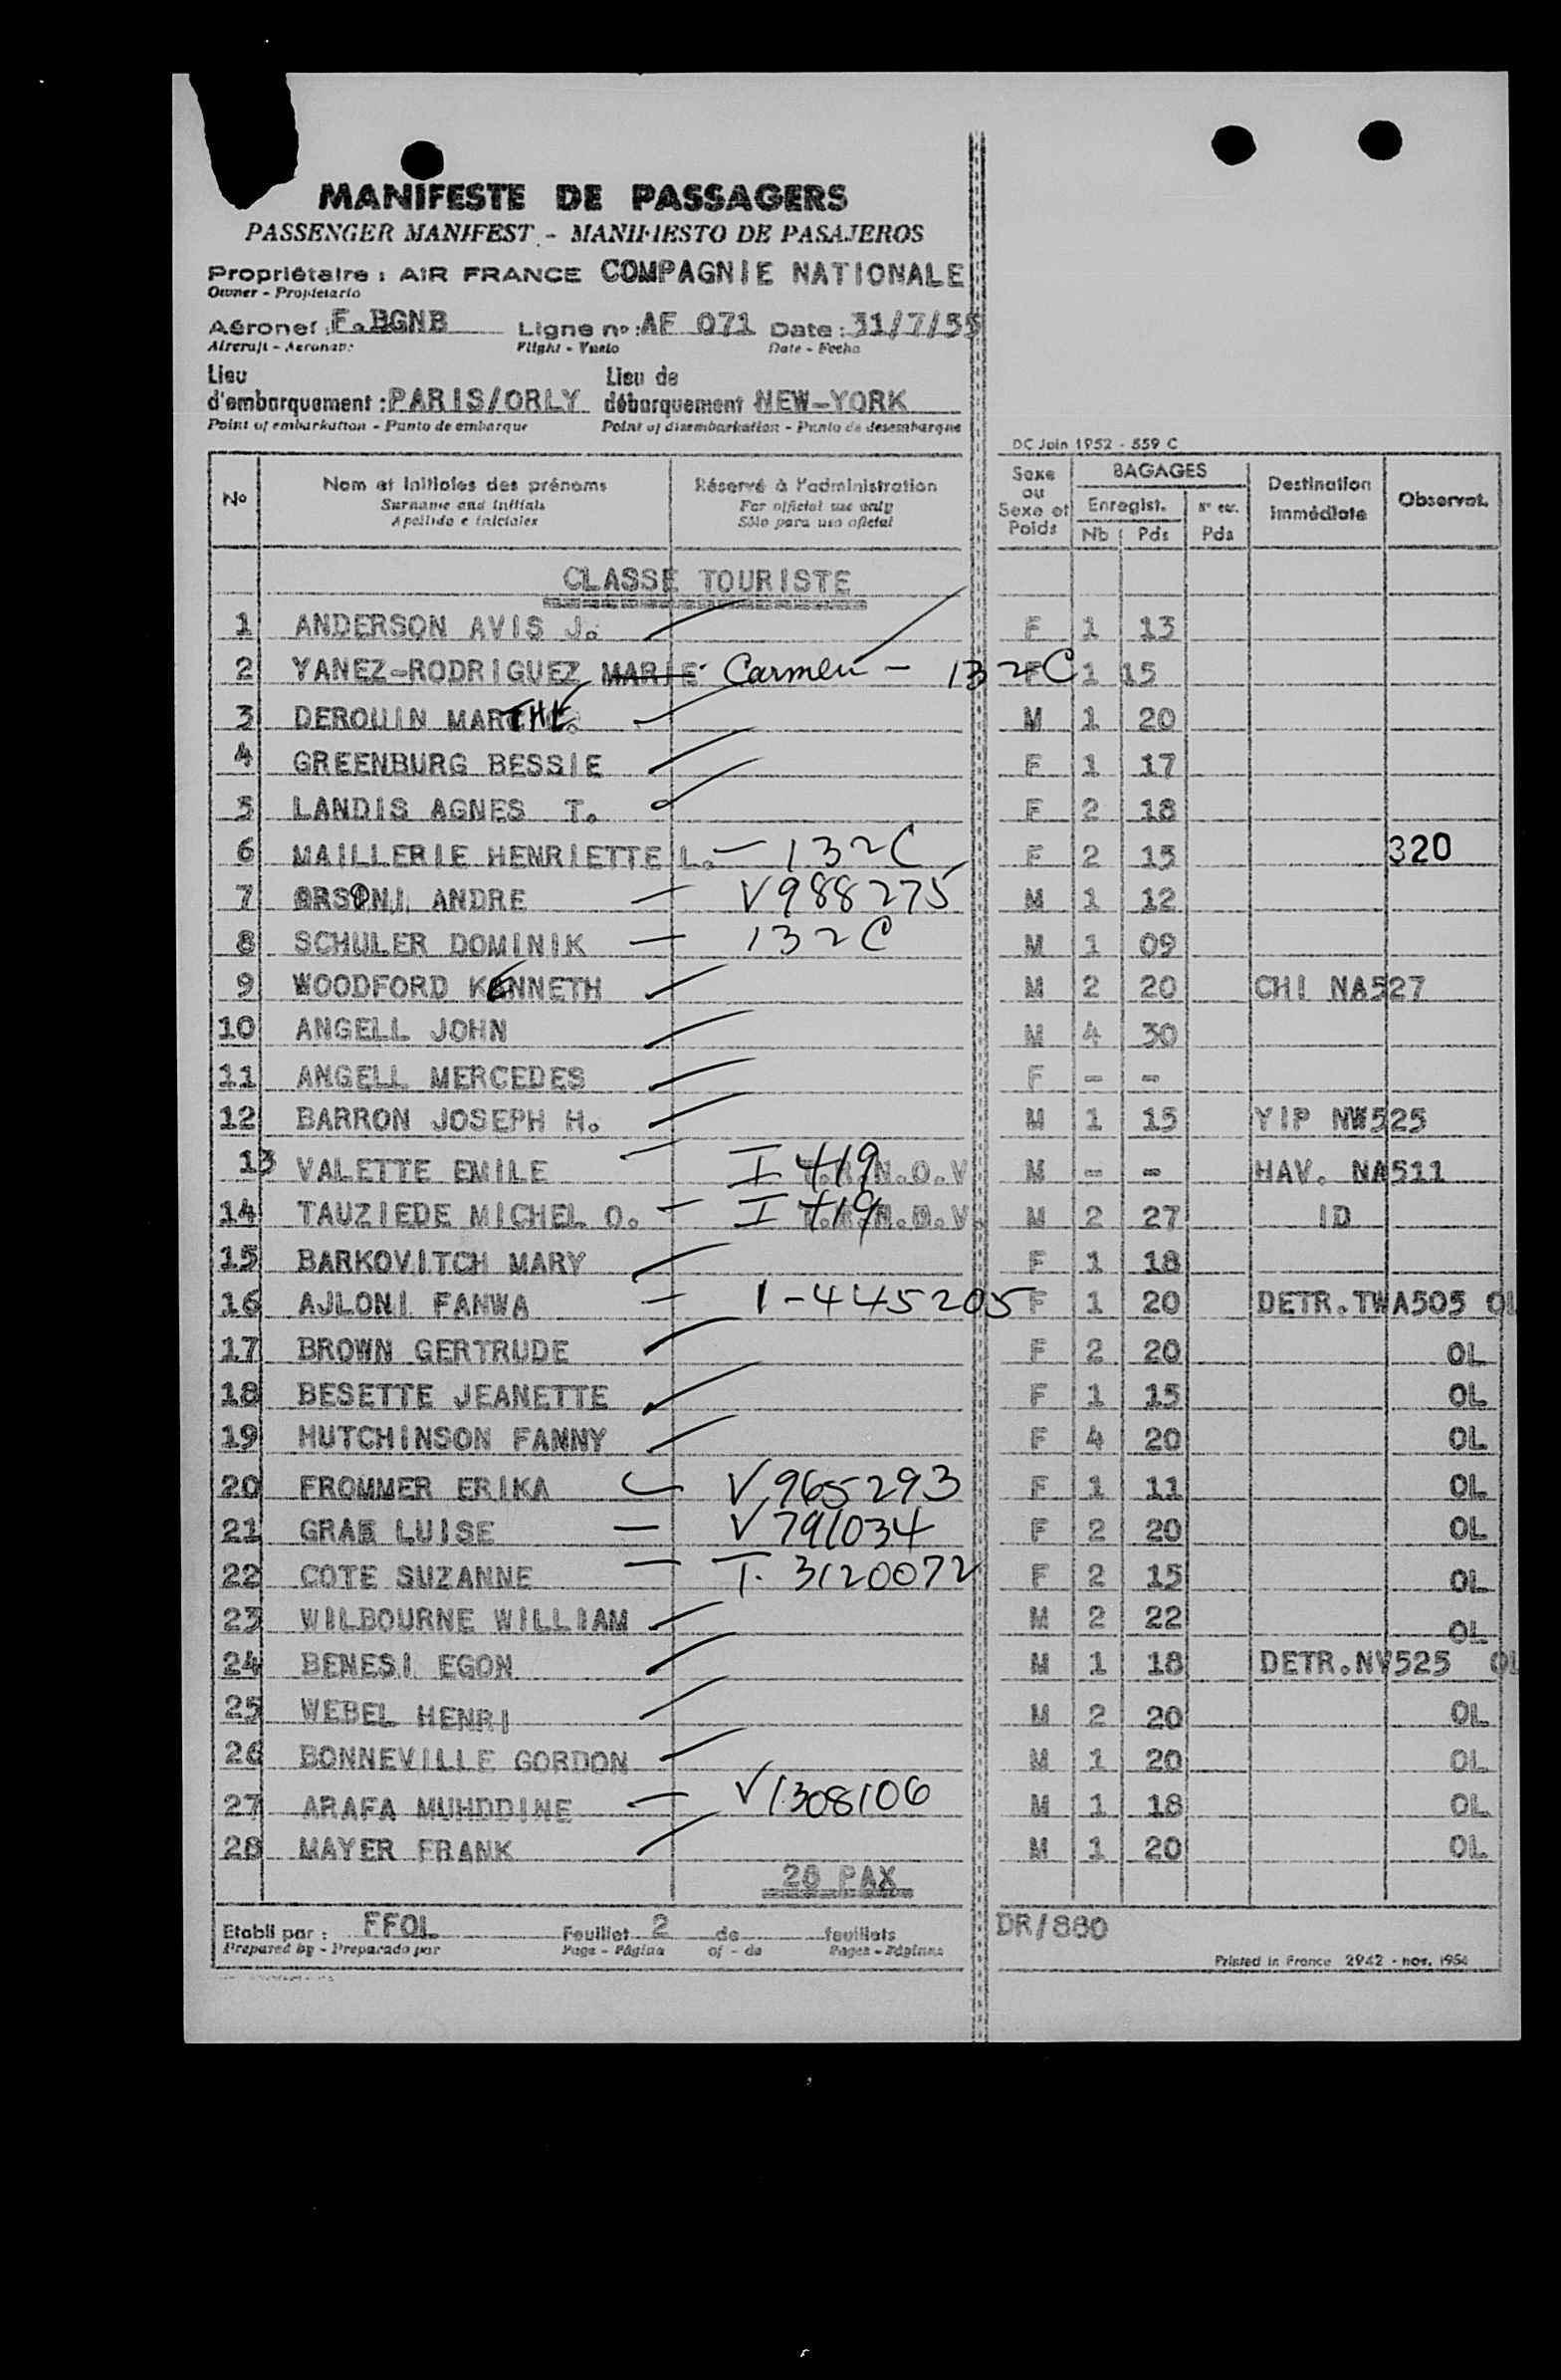 MANIFESTE DE PASSAGERS
PASSENGER MANIFEST - MANIFIESTO DE PASAJEROS
Propriétaire : AIR FRANCE COMPAGNIE NATIONALE
Owner - Propietario
Aéronef : F.BGNB Ligne no : AF 071 Date : 31/7/55
Aircraft - Aeronave Flight - Vuelo Date - Fecha
Lieu d'embarquement : PARIS/ORLY Lieu de débarquement NEW-YORK
Point of embarkation - Punto de embarque Point of disembarkation - Punto de desembarque
DC Juin 1952 - 559 C
No Nom et initiales des prénoms Réservé à l'administration Sexe ou Sexe et Poids BAGAGES Destination immédiate Observat.
Surname and initials For official use only Enregist. Nº
Apellido e iniciales Sólo para uso oficial Nb Pds Pds
CLASSE TOURISTE
1 ANDERSON AVIS J. F 1 13
2 YANEZ-RODRIGUEZ MARIE Carmen - 132C F 1 15
3 DEROUIN MARTHE. M 1 20
4 GREENBURG BESSIE F 1 17
5 LANDIS AGNES T. F 2 18
6 MAILLERIE HENRIETTE L. - 132C F 2 15 320
7 ORSONI ANDRE - V988275 M 1 12
8 SCHULER DOMINIK - 132C M 1 09
9 WOODFORD KENNETH M 2 20 CHI NA527
10 ANGELL JOHN M 4 30
11 ANGELL MERCEDES F - -
12 BARRON JOSEPH H. M 1 15 YIP NW525
13 VALETTE EMILE - I 419 T.R.N.O.V M - - HAV. NA511
14 TAUZIEDE MICHEL O. - I 419 T.R.N.O.V. M 2 27 ID
15 BARKOVITCH MARY F 1 18
16 AJLONI FANWA - 1-445205 F 1 20 DETR.TWA505 OL
17 BROWN GERTRUDE F 2 20 OL
18 BESETTE JEANETTE F 1 15 OL
19 HUTCHINSON FANNY F 4 20 OL
20 FROMMER ERIKA V965293 F 1 11 OL
21 GRAE LUISE - V791034 F 2 20 OL
22 COTE SUZANNE - T. 3120072 F 2 15 OL
23 WILBOURNE WILLIAM M 2 22 OL
24 BENESI EGON M 1 18 DETR.NV525 OL
25 WEBEL HENRI M 2 20 OL
26 BONNEVILLE GORDON M 1 20 OL
27 ARAFA MUHDDINE - V1308106 M 1 18 OL
28 MAYER FRANK M 1 20 OL
28 PAX
Etabli par : FFOL Feuillet 2 de feuillets DR/880
Prepared by - Preparado por Page - Página of - de Pages - Páginas
Printed in France 2942 - nov. 1954